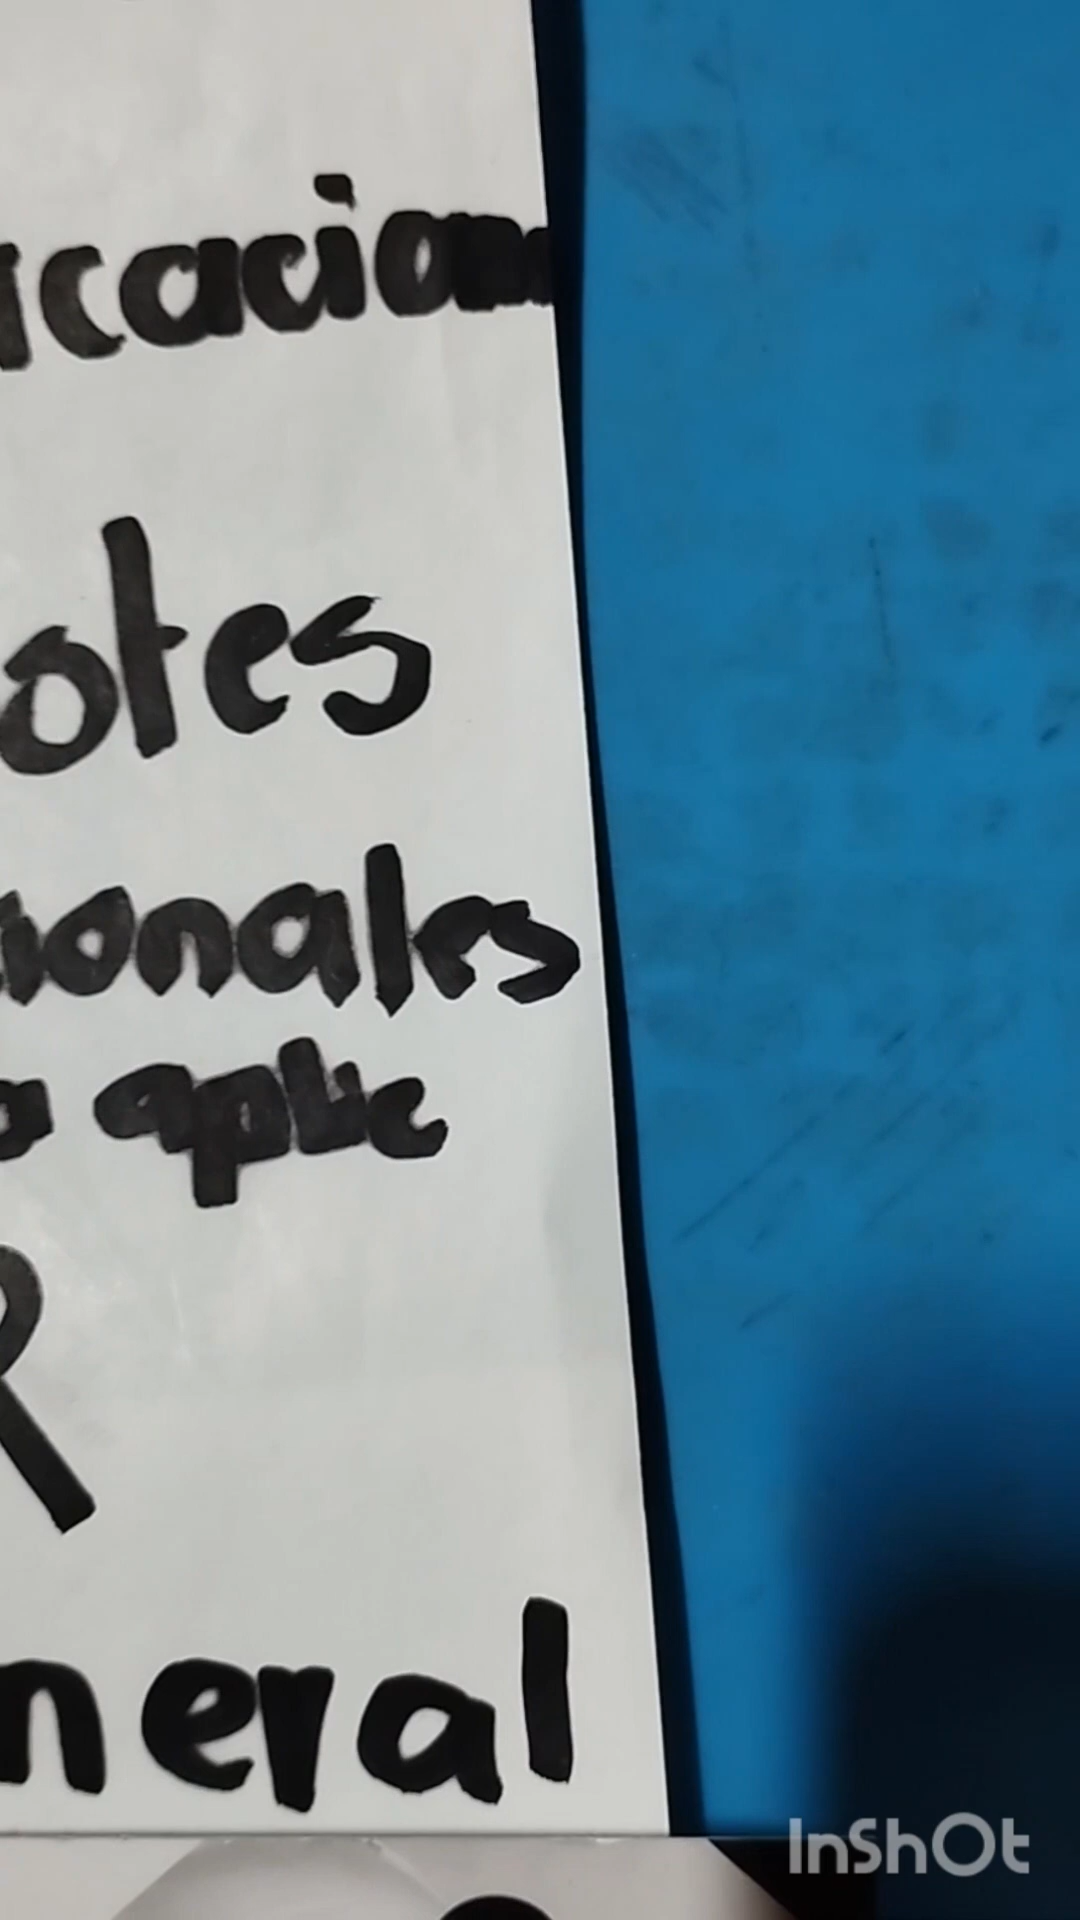 icacion
otes
ionales
a aplic
R
neral
InShOt